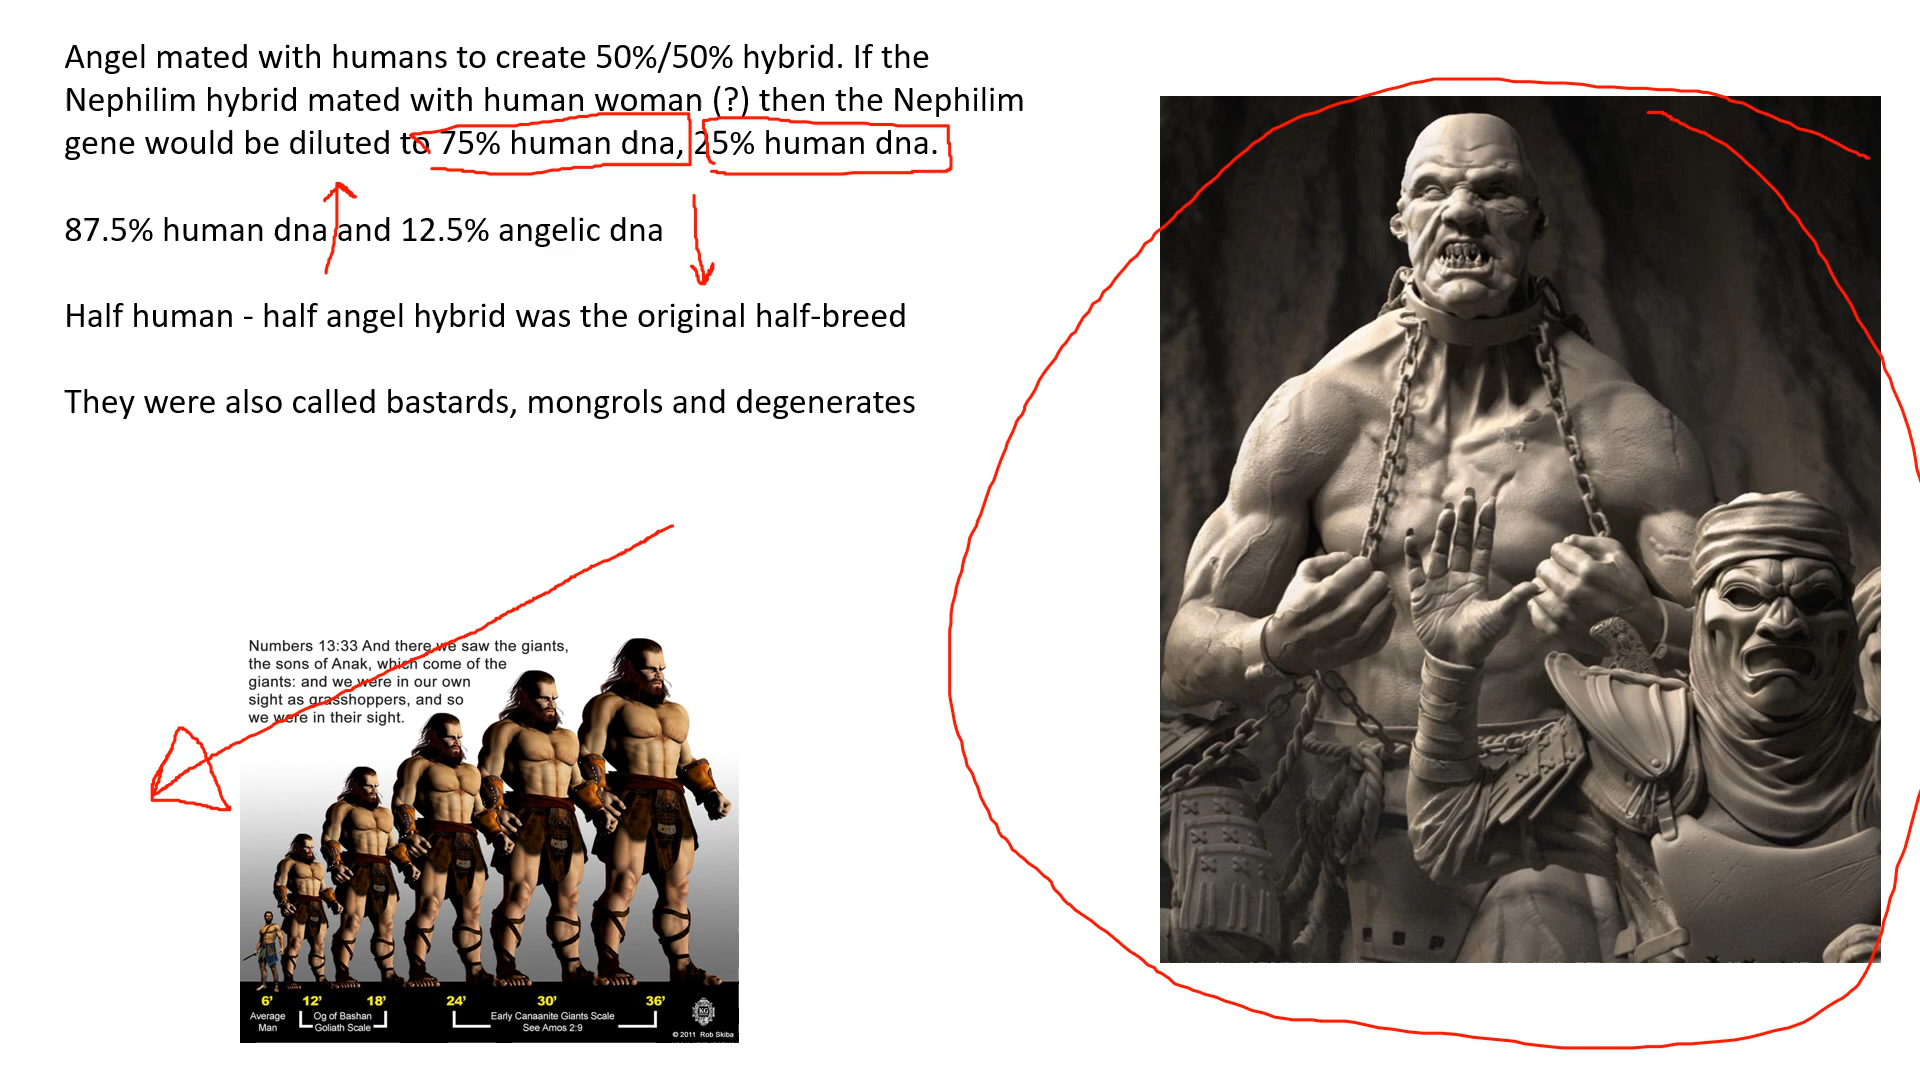 Angel mated with humans to create 50%/50% hybrid. If the
Nephilim hybrid mated with human woman (?) then the Nephilim
gene would be diluted to 75% human dna, 25% human dna.
87.5% human dna and 12.5% angelic dna
Half human - half angel hybrid was the original half-breed
They were also called bastards, mongrols and degenerates
Numbers 13:33 And there we saw the giants,
the sons of Anak, which come of the
giants: and we were in our own
sight as grasshoppers, and so
we were in their sight.
6' 12' 18' 24' 30' 36'
Average
Man
Og of Bashan
Goliath Scale
Early Canaanite Giants Scale
See Amos 2:9
KG
© 2011 Rob Skiba